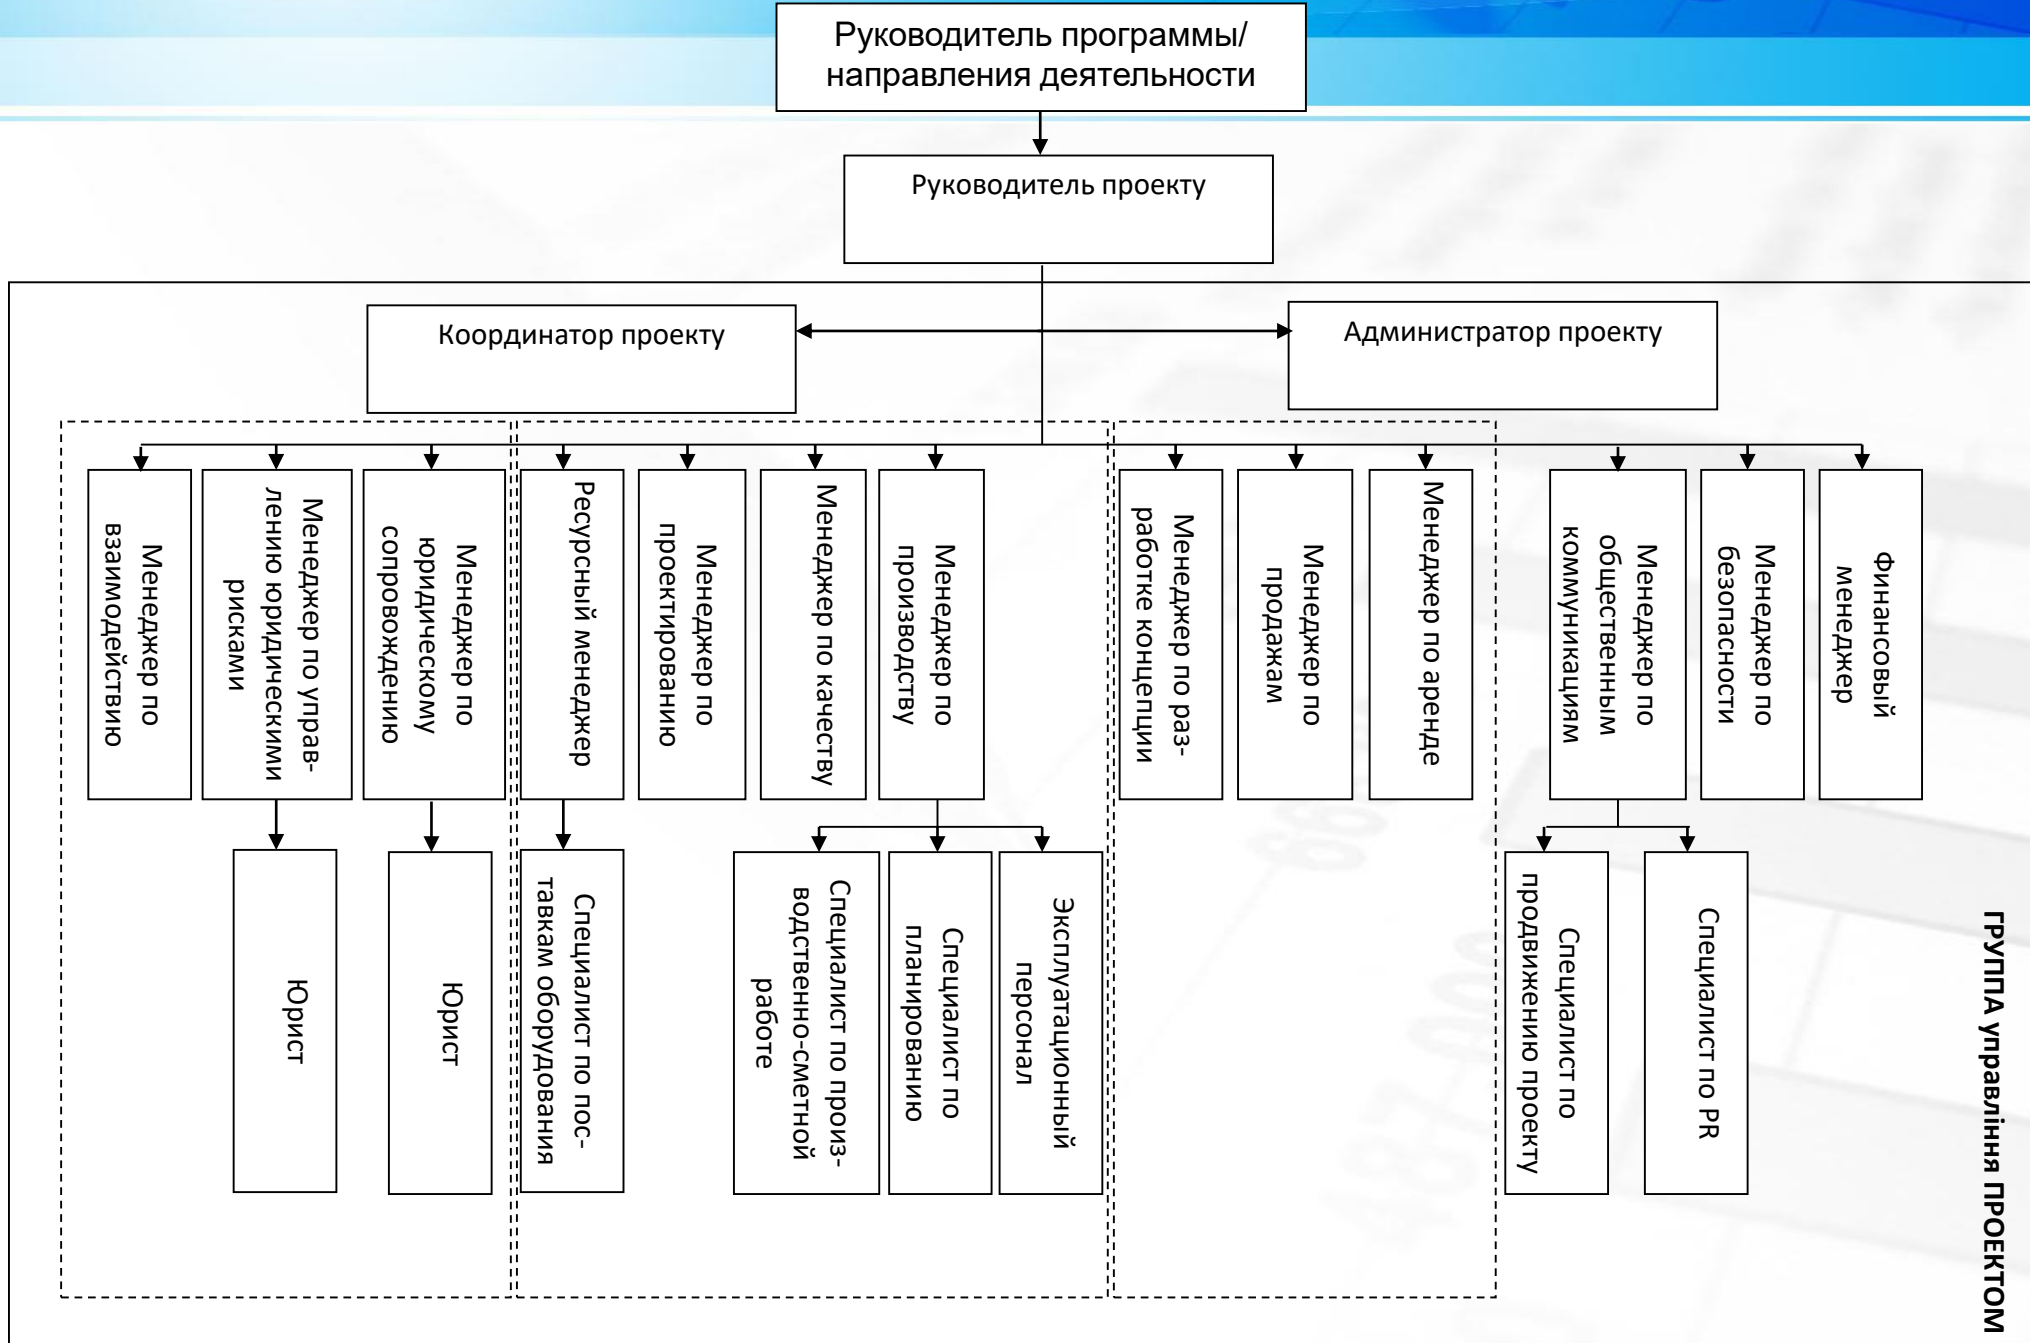 Руководитель программы/
направления деятельности
Руководитель проекту
Координатор проекту
Администратор проекту
Менеджер по
взаимодействию
Менеджер по управ-
лению юридическими
рисками
Менеджер по
юридическому
сопровождению
Ресурсный менеджер
Менеджер по
проектированию
Менеджер по качеству
Менеджер по
производству
Менеджер по раз-
работке концепции
Менеджер по
продажам
Менеджер по аренде
Менеджер по
общественным
коммуникациям
Менеджер по
безопасности
Финансовый
менеджер
Юрист
Юрист
Специалист по пос-
тавкам оборудования
Специалист по произ-
водственно-сметной
работе
Специалист по
планированию
Эксплуатационный
персонал
Специалист по
продвижению проекту
Специалист по PR
ГРУППА управління ПРОЕКТОМ